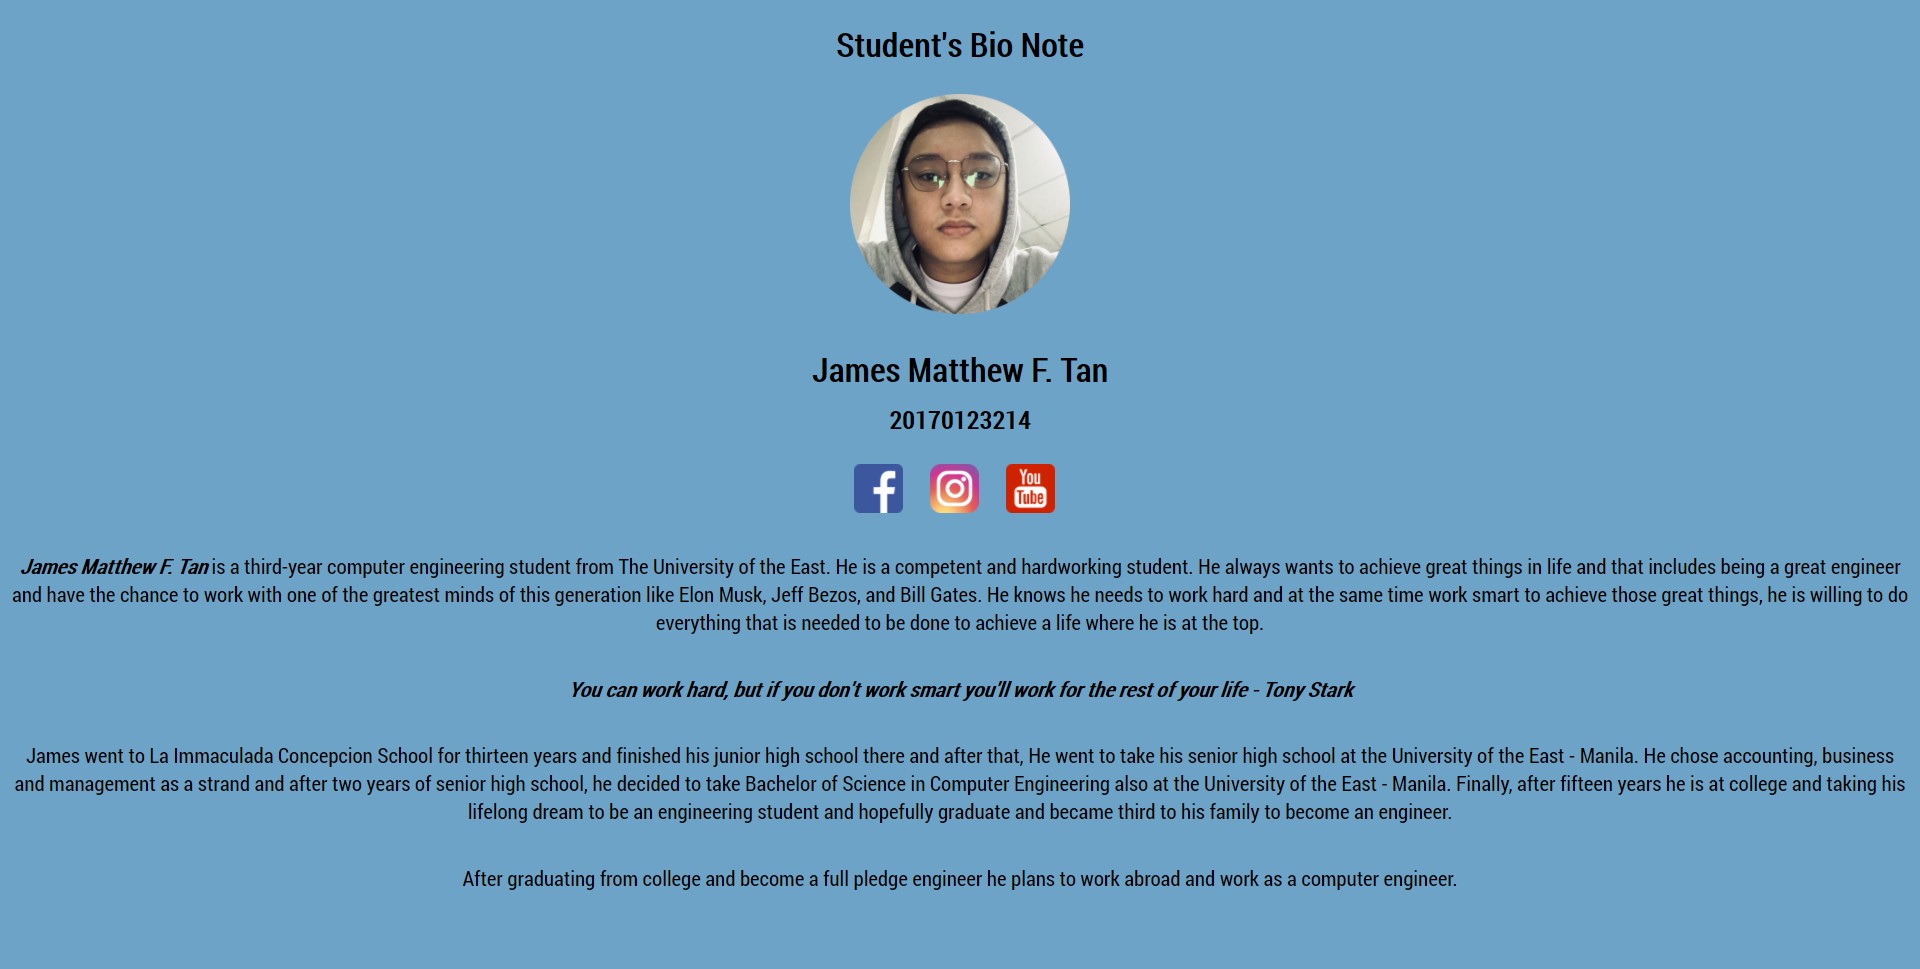 Student's Bio Note
James Matthew F. Tan
20170123214
You
Tube
James Matthew F. Tan is a third-year computer engineering student from The University of the East. He is a competent and hardworking student. He always wants to achieve great things in life and that includes being a great engineer
and have the chance to work with one of the greatest minds of this generation like Elon Musk, Jeff Bezos, and Bill Gates. He knows he needs to work hard and at the same time work smart to achieve those great things, he is willing to do
everything that is needed to be done to achieve a life where he is at the top.
You can work hard, but if you don't work smart you'll work for the rest of your life - Tony Stark
James went to La Immaculada Concepcion School for thirteen years and finished his junior high school there and after that, He went to take his senior high school at the University of the East - Manila. He chose accounting, business
and management as a strand and after two years of senior high school, he decided to take Bachelor of Science in Computer Engineering also at the University of the East - Manila. Finally, after fifteen years he is at college and taking his
lifelong dream to be an engineering student and hopefully graduate and became third to his family to become an engineer.
After graduating from college and become a full pledge engineer he plans to work abroad and work as a computer engineer.